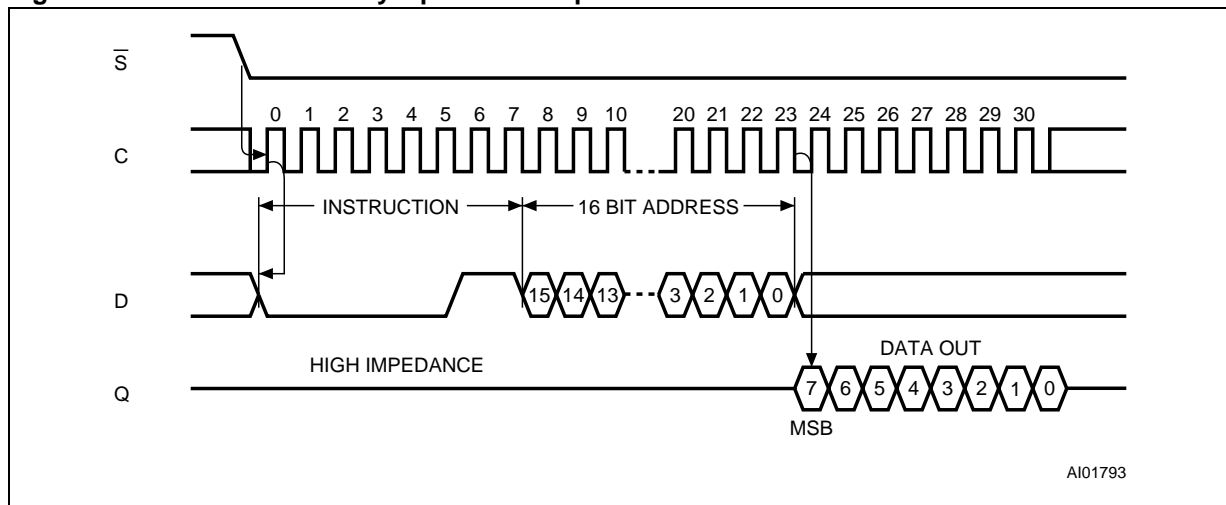 S
0 1 2 3 4 5 6 7 8 9 10 20 21 22 23 24 25 26 27 28 29 30
C
INSTRUCTION 16 BIT ADDRESS
D
15 14 13 3 2 1 0
HIGH IMPEDANCE
DATA OUT
Q
7 6 5 4 3 2 1 0
MSB
AI01793